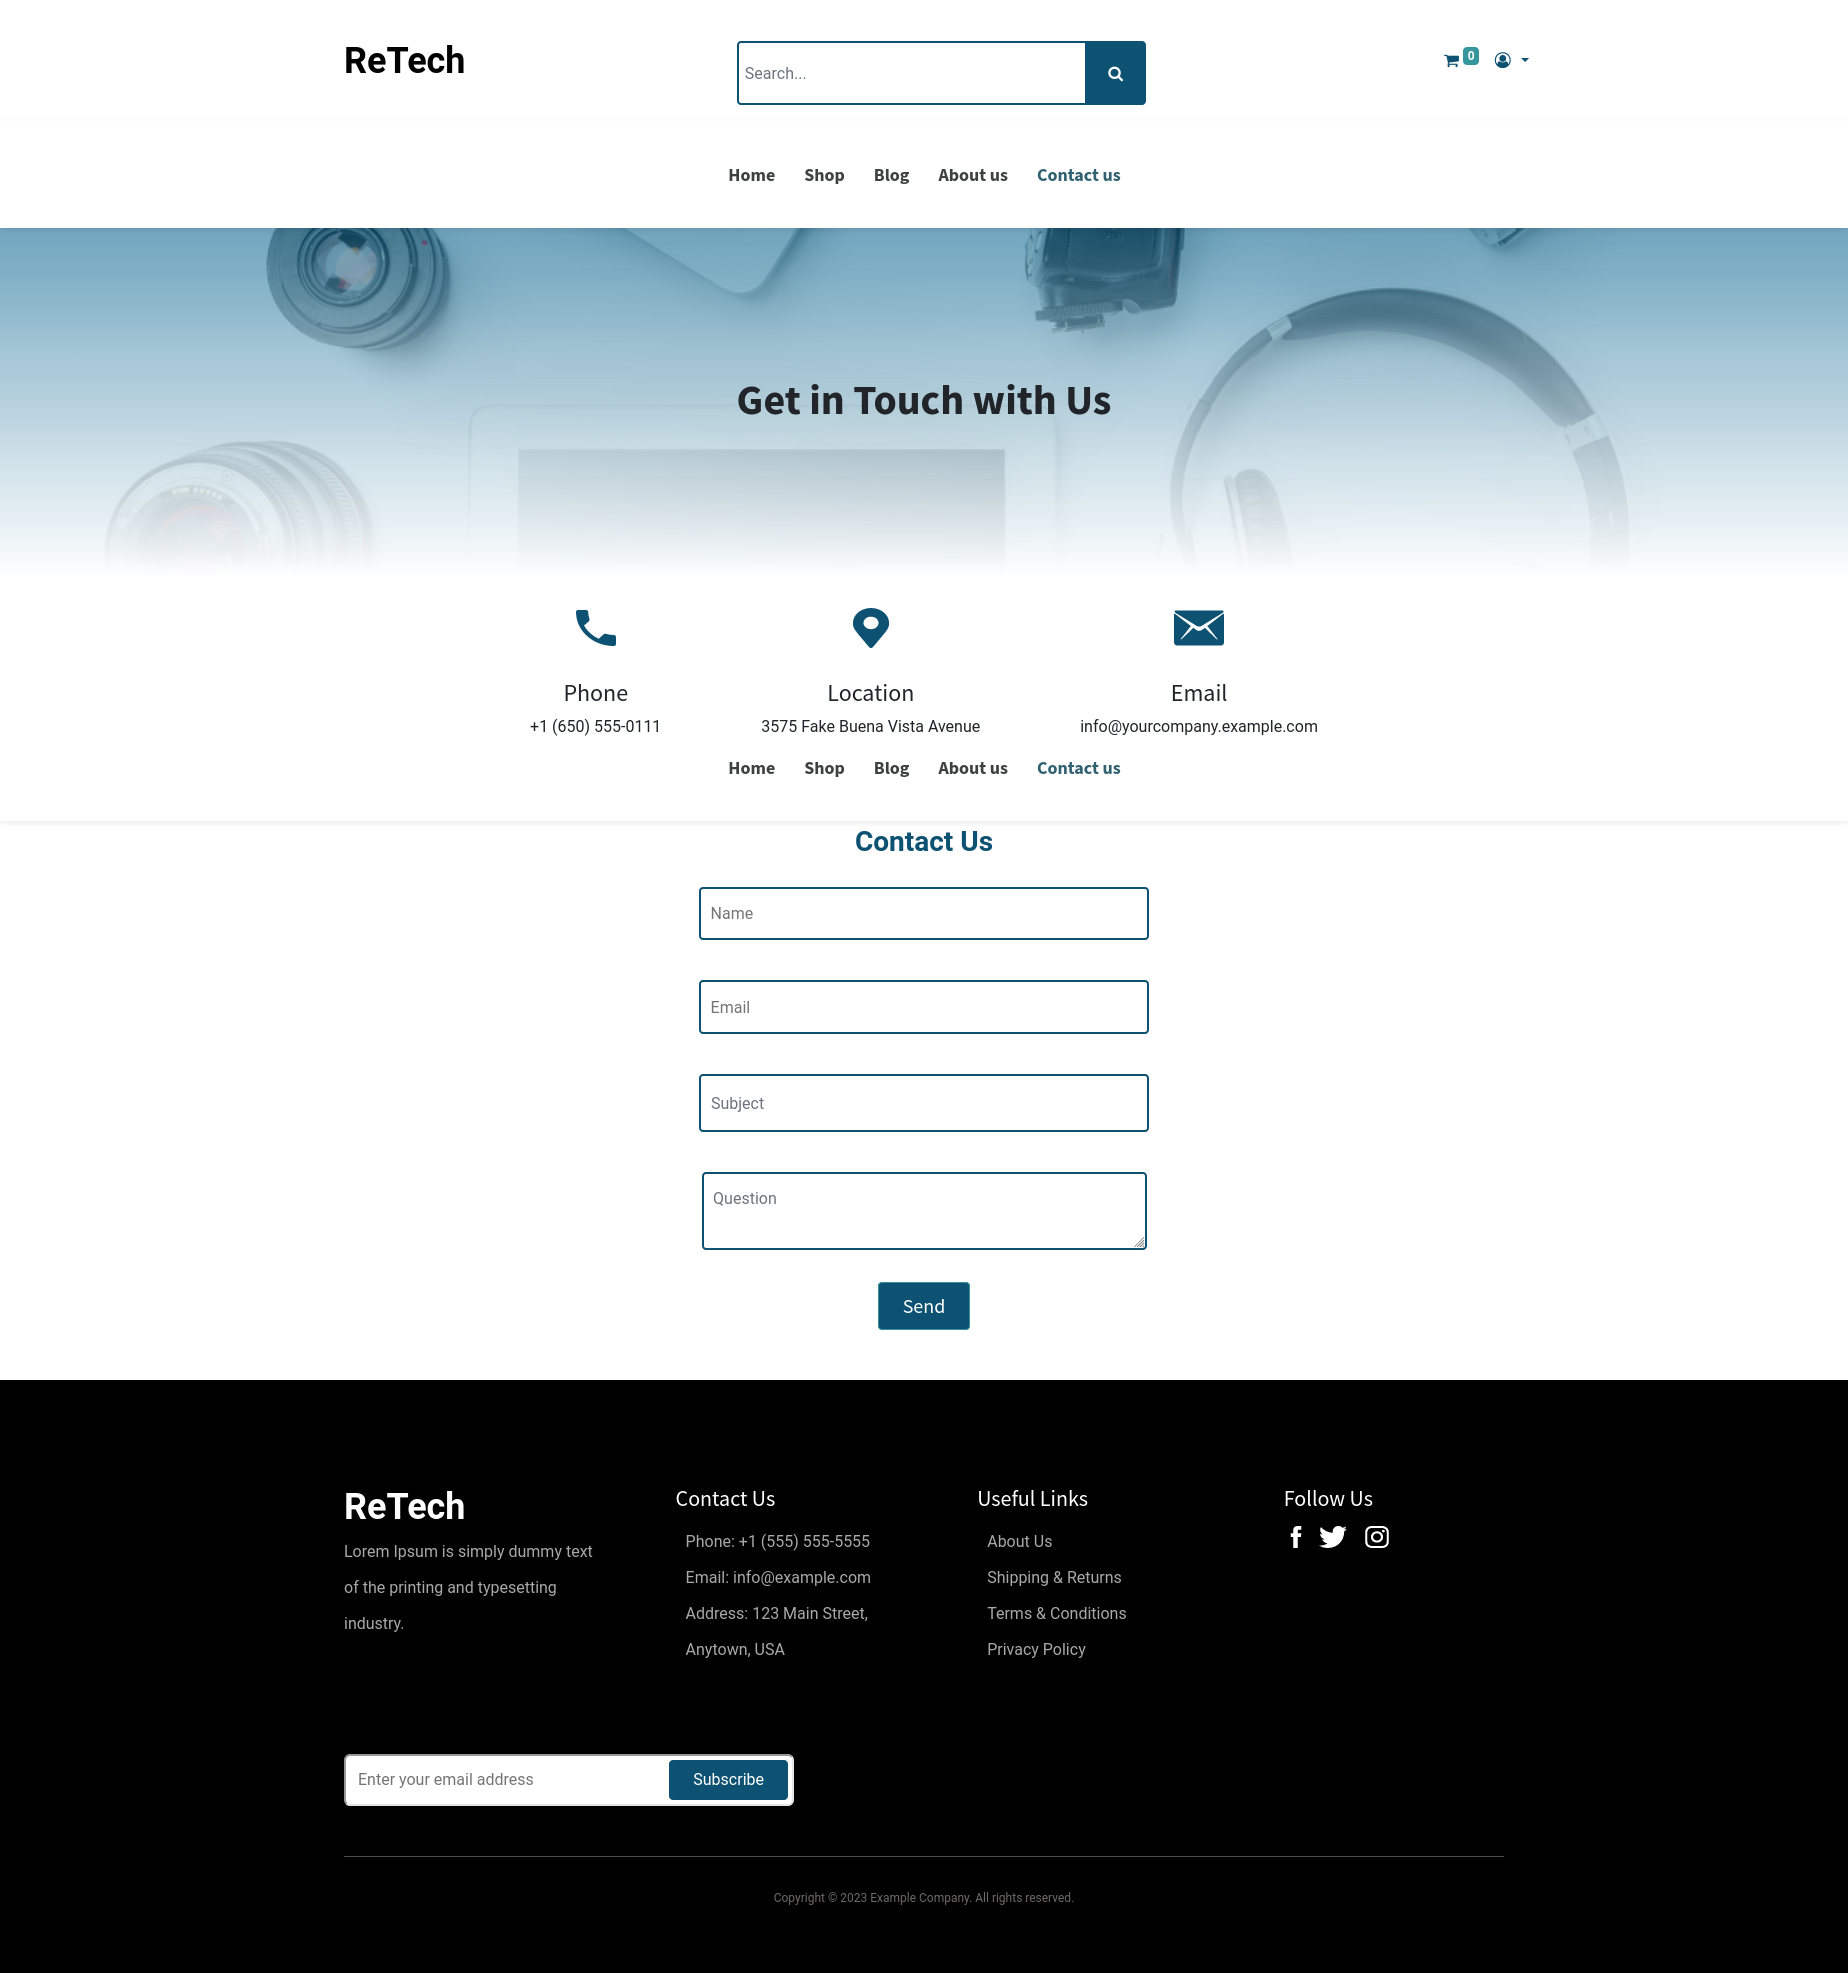 ReTech
Search...
0
Home Shop Blog About us Contact us
Get in Touch with Us
Phone
+1 (650) 555-0111
Location
3575 Fake Buena Vista Avenue
Email
info@yourcompany.example.com
Home Shop Blog About us Contact us
Contact Us
Name
Email
Subject
Question
Send
ReTech
Lorem Ipsum is simply dummy text
of the printing and typesetting
industry.
Contact Us
Phone: +1 (555) 555-5555
Email: info@example.com
Address: 123 Main Street,
Anytown, USA
Useful Links
About Us
Shipping & Returns
Terms & Conditions
Privacy Policy
Follow Us
Enter your email address
Subscribe
Copyright © 2023 Example Company. All rights reserved.